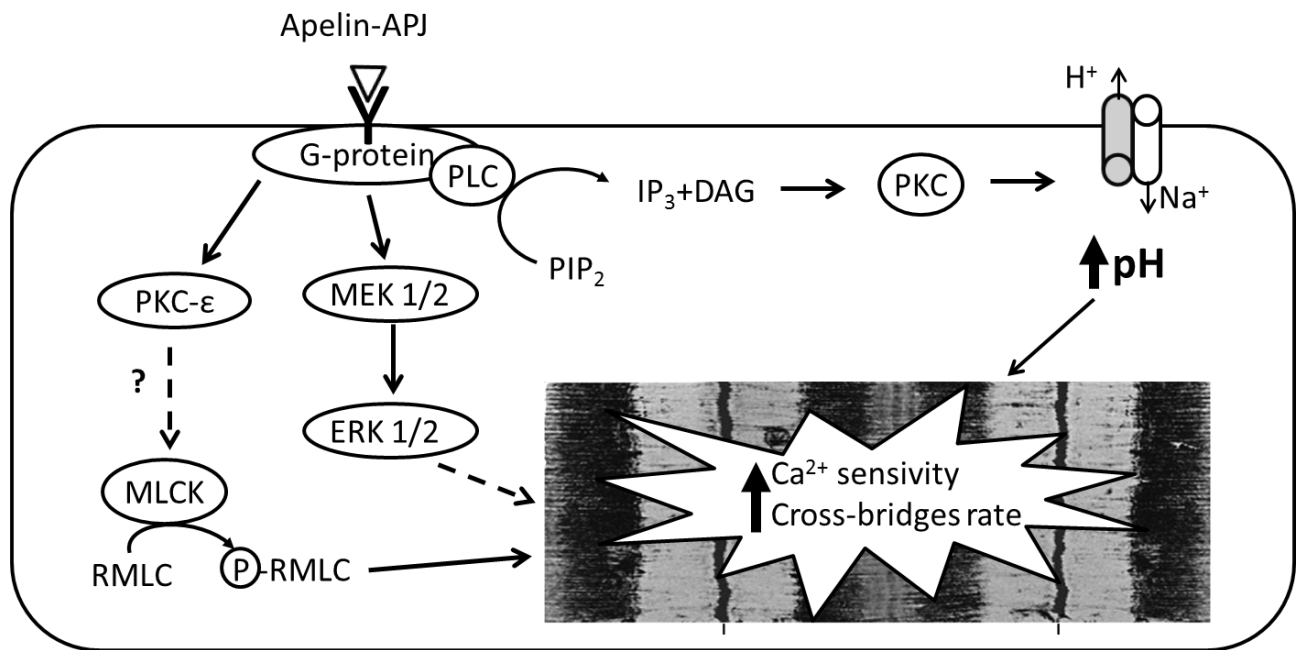 Apelin-APJ
H⁺
G-protein
PLC
IP₃+DAG
PKC
Na⁺
PIP₂
pH
PKC-ε
MEK 1/2
?
ERK 1/2
MLCK
Ca²⁺ sensivity
Cross-bridges rate
RMLC
P-RMLC